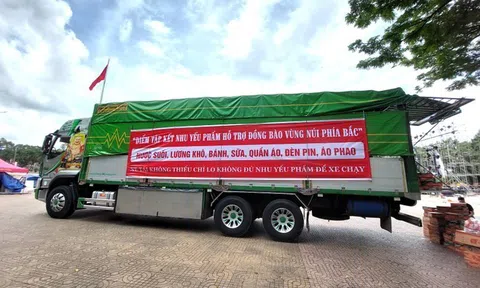 "ĐIỂM TẬP KẾT NHU YẾU PHẨM HỖ TRỢ ĐỒNG BÀO VÙNG NÚI PHÍA BẮC"
NƯỚC SUỐI, LƯƠNG KHÔ, BÁNH, SỮA, QUẦN ÁO, ĐÈN PIN, ÁO PHAO
XE TẢI KHÔNG THIẾU CHỈ LO KHÔNG ĐỦ NHU YẾU PHẨM ĐỂ XE CHẠY